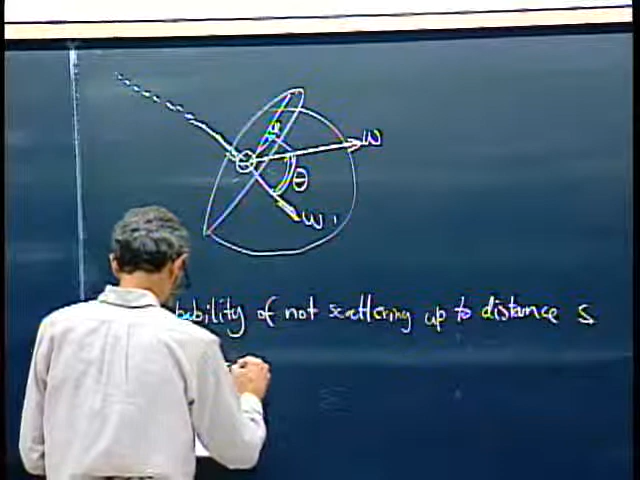 ω
θ
ω'
bability of not scattering up to distance s